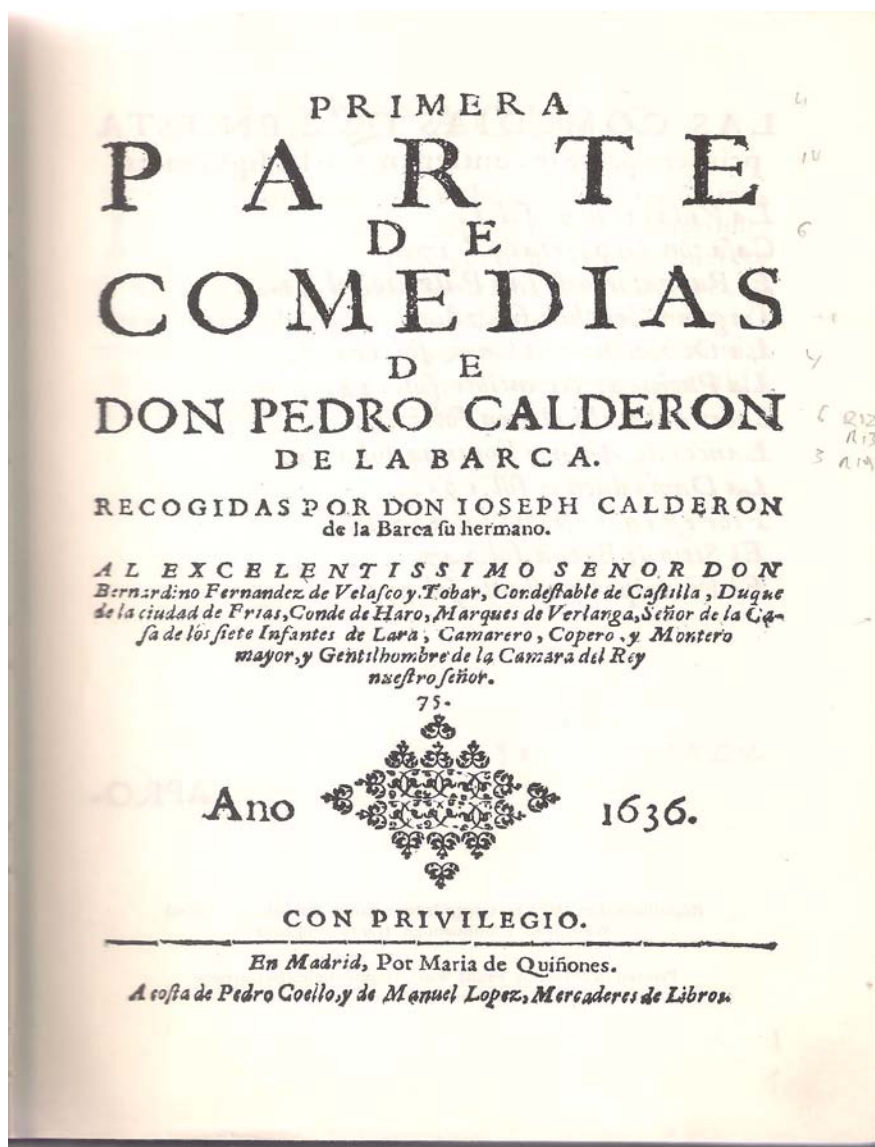 PRIMERA
PARTE
DE
COMEDIAS
DE
DON PEDRO CALDERON
DE LA BARCA.
RECOGIDAS POR DON IOSEPH CALDERON
de la Barca ſu hermano.
AL EXCELENTISSIMO SENOR DON
Bernardino Fernandez de Velaſco y Tobar, Condeſtable de Caſtilla, Duque
de la ciudad de Frias, Conde de Haro, Marques de Verlanga, Señor de la Ca-
ſa de los ſiete Infantes de Lara, Camarero, Copero, y Montero
mayor, y Gentilhombre de la Camara del Rey
nueſtro ſeñor.
75.
Ano 1636.
CON PRIVILEGIO.
En Madrid, Por Maria de Quiñones.
A coſta de Pedro Coello, y de Manuel Lopez, Mercaderes de Libros.